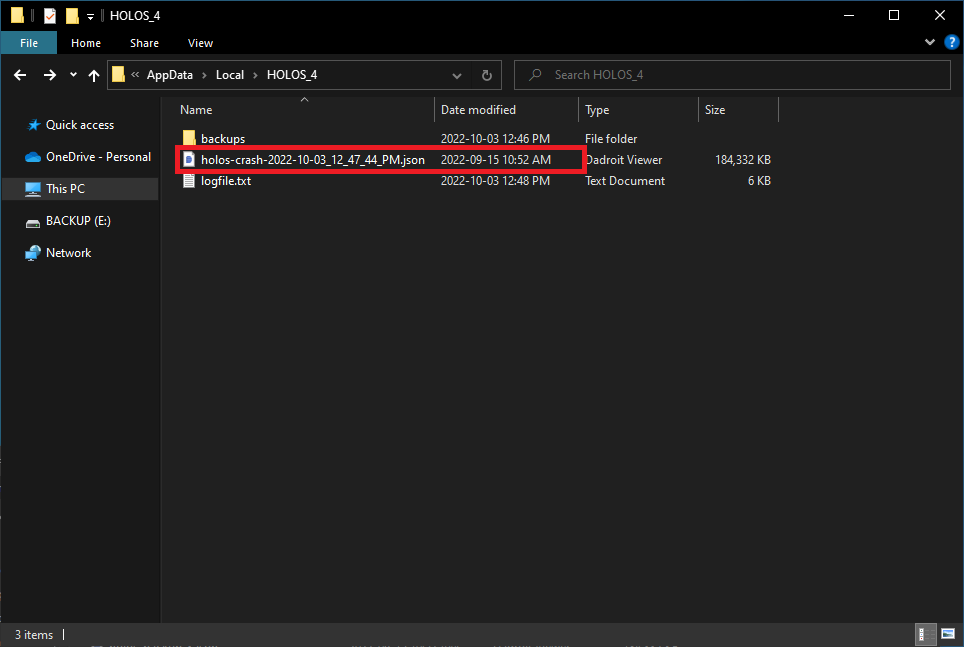 HOLOS_4
File Home Share View
AppData Local HOLOS_4 Search HOLOS_4
Name Date modified Type Size
Quick access
OneDrive - Personal
This PC
BACKUP (E:)
Network
backups 2022-10-03 12:46 PM File folder
holos-crash-2022-10-03_12_47_44_PM.json 2022-09-15 10:52 AM Dadroit Viewer 184,332 KB
logfile.txt 2022-10-03 12:48 PM Text Document 6 KB
3 items